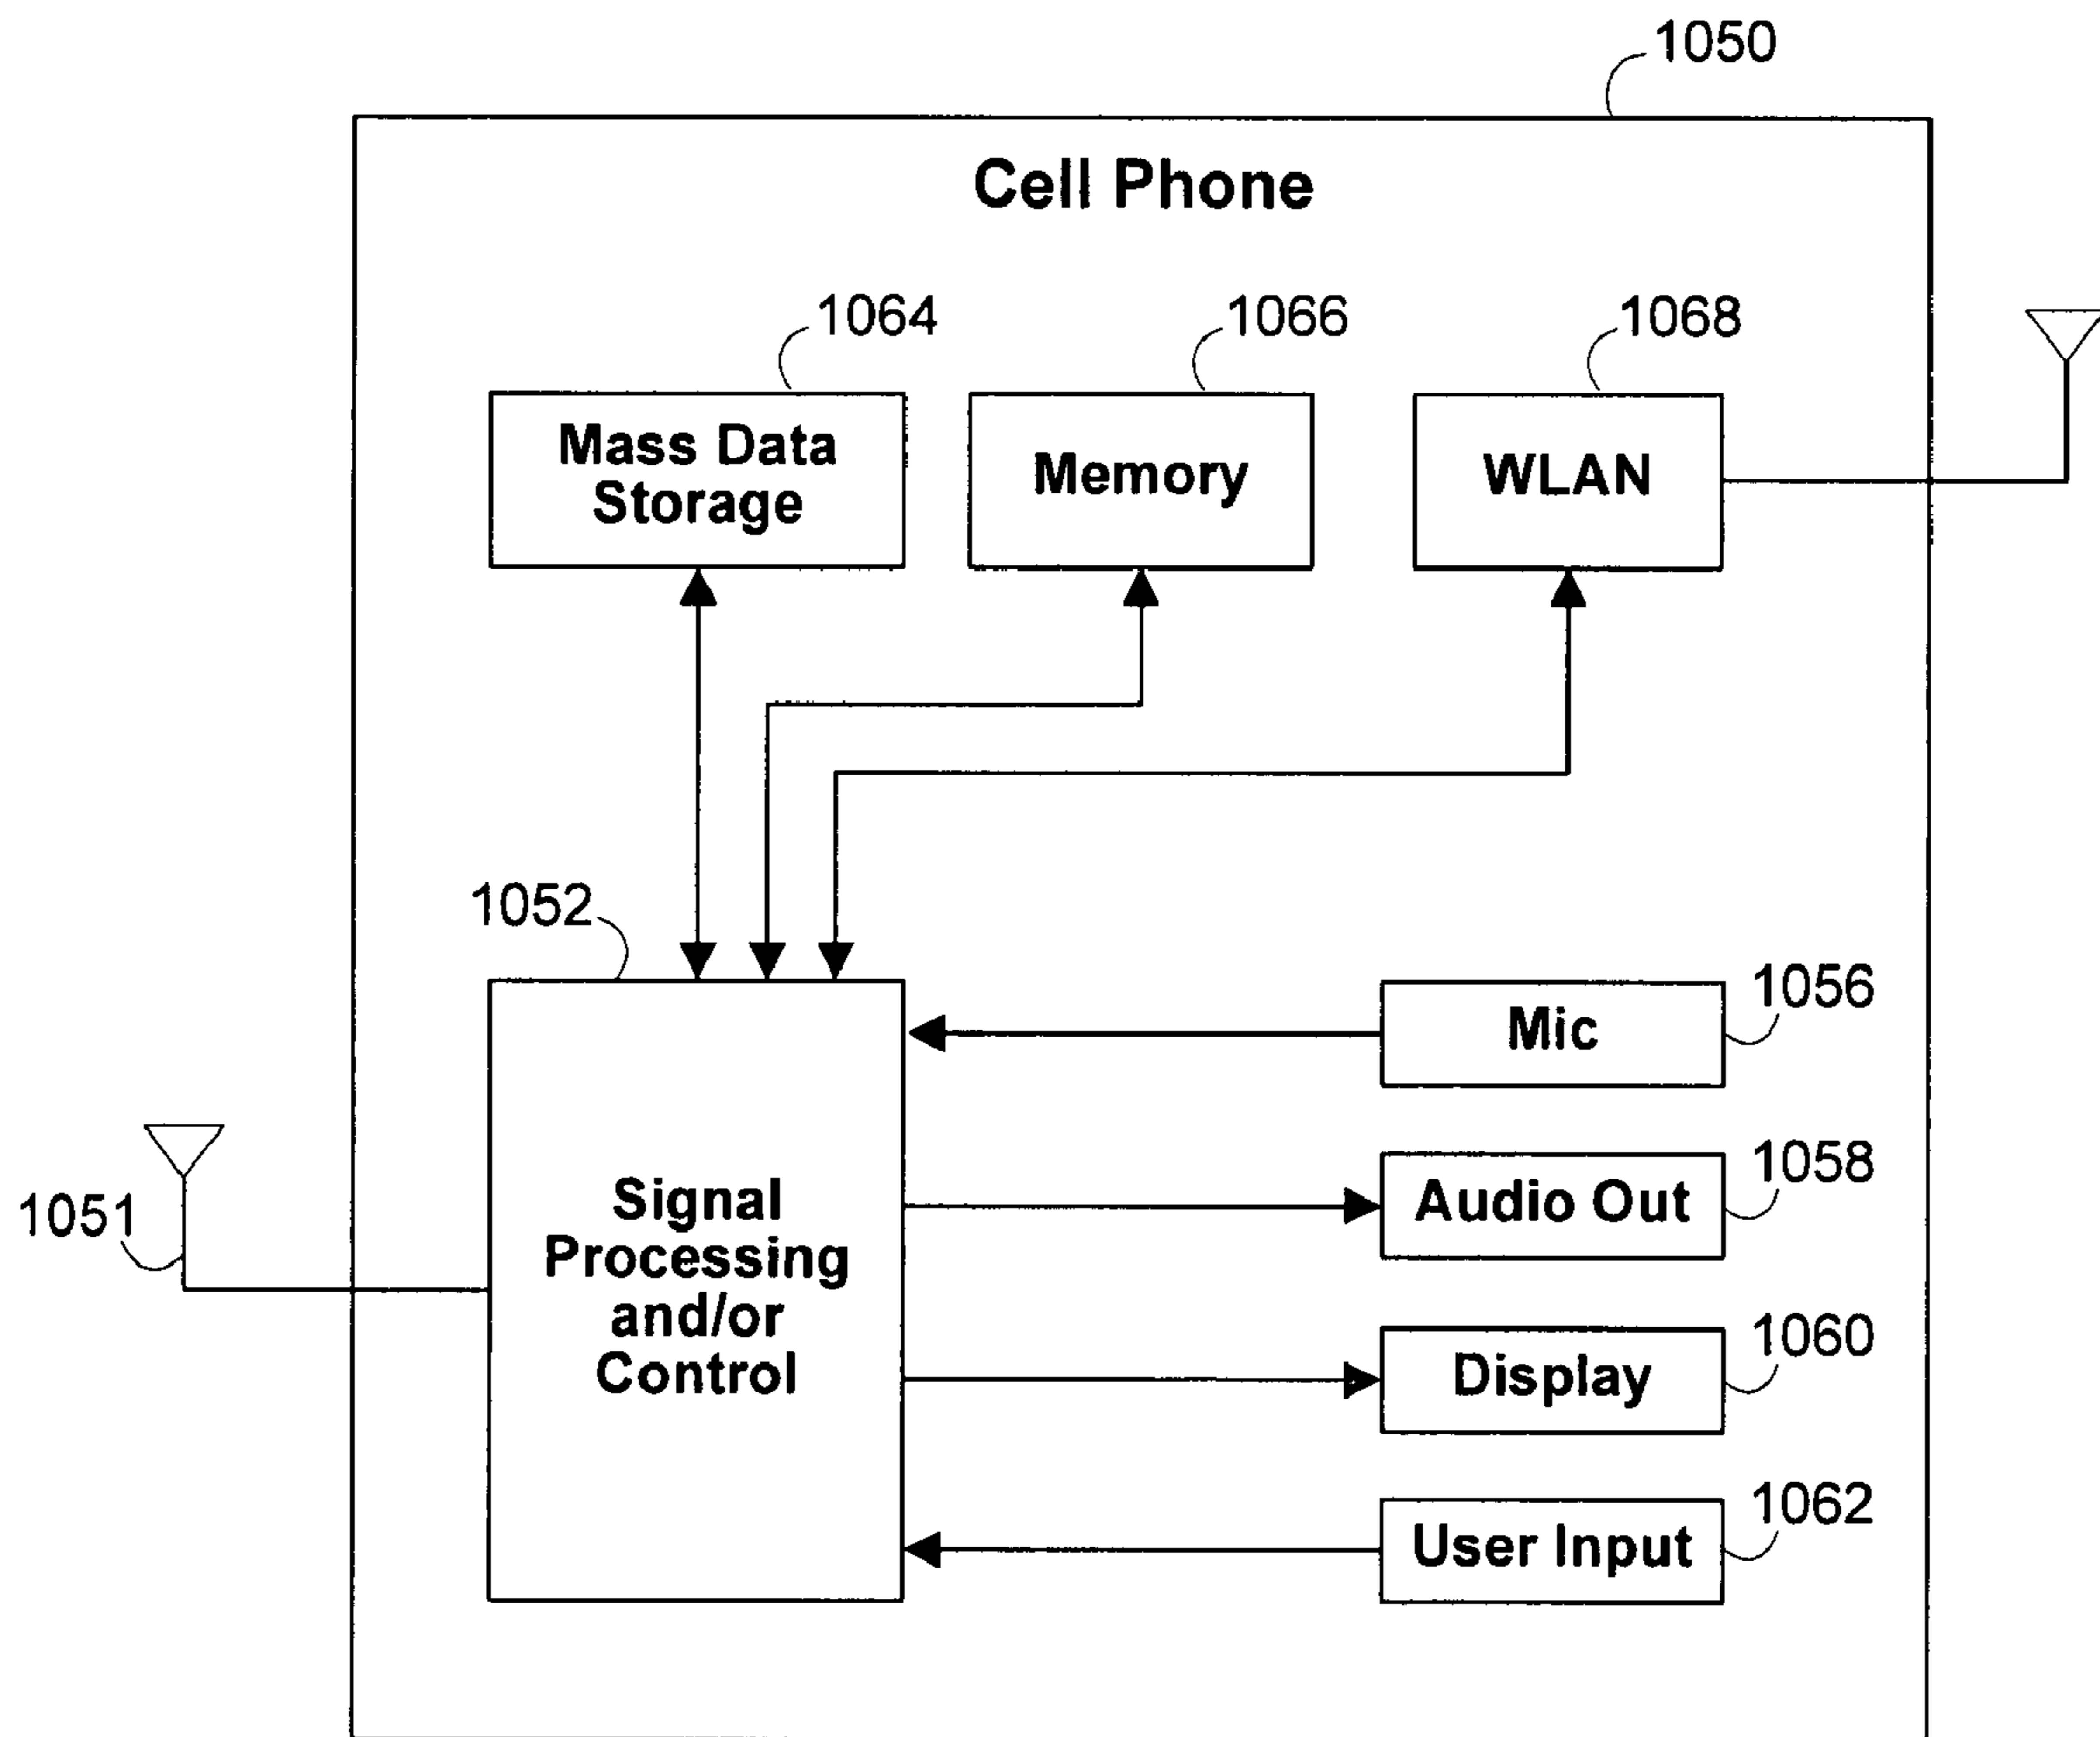 1050
Cell Phone
1064
1066
1068
Mass Data
Storage
Memory
WLAN
1052
1056
Mic
1051
Signal
Processing
and/or
Control
1058
Audio Out
1060
Display
1062
User Input